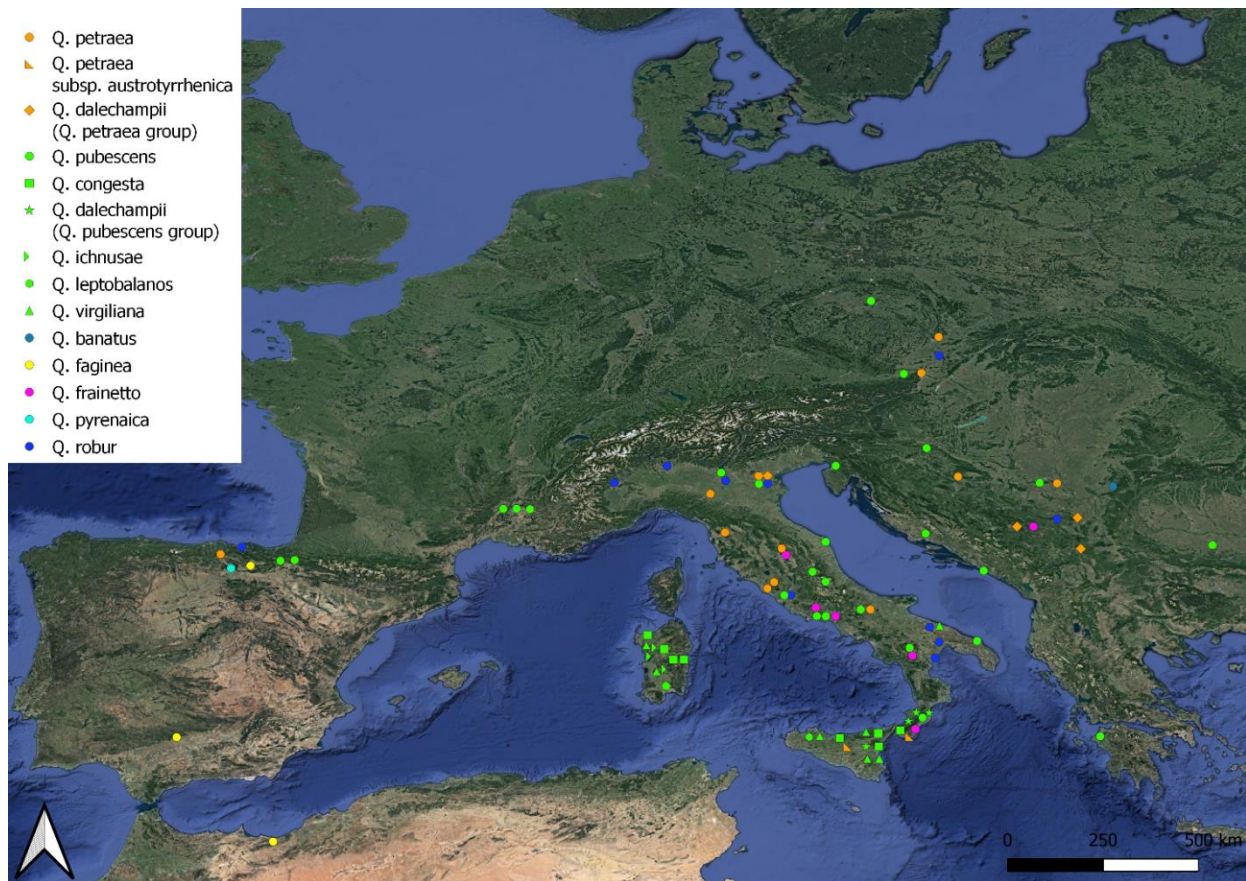 Q. petraea
Q. petraea
subsp. austrotyrrhenica
Q. dalechampii
(Q. petraea group)
Q. pubescens
Q. congesta
Q. dalechampii
(Q. pubescens group)
Q. ichnusae
Q. leptobalanos
Q. virgiliana
Q. banatus
Q. faginea
Q. frainetto
Q. pyrenaica
Q. robur
0 250 500 km